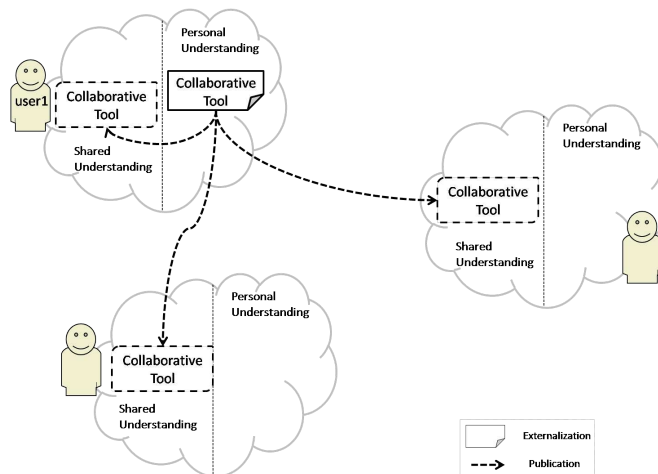 Personal
Understanding
user1
Collaborative
Tool
Collaborative
Tool
Shared
Understanding
Personal
Understanding
Collaborative
Tool
Shared
Understanding
Personal
Understanding
Collaborative
Tool
Shared
Understanding
Externalization
Publication